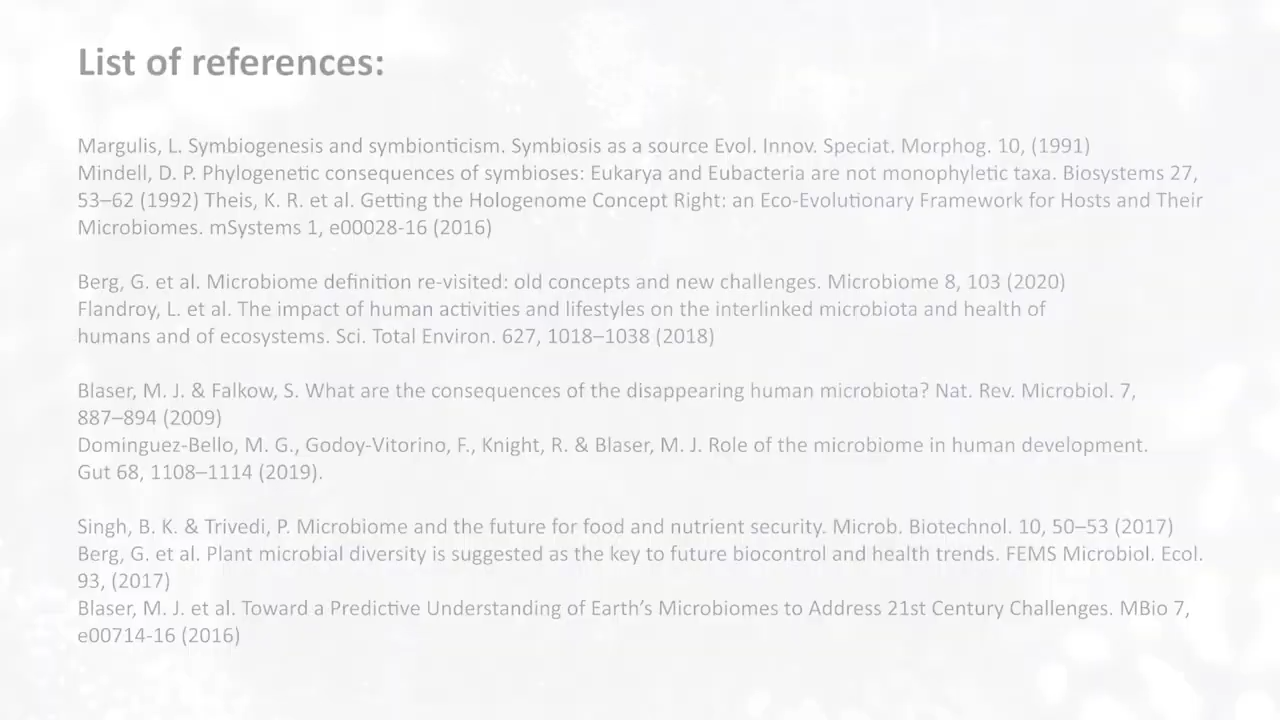 List of references:
Margulis, L. Symbiogenesis and symbionticism. Symbiosis as a source Evol. Innov. Speciat. Morphog. 10, (1991)
Mindell, D. P. Phylogenetic consequences of symbioses: Eukarya and Eubacteria are not monophyletic taxa. Biosystems 27,
53–62 (1992) Theis, K. R. et al. Getting the Hologenome Concept Right: an Eco-Evolutionary Framework for Hosts and Their
Microbiomes. mSystems 1, e00028-16 (2016)
Berg, G. et al. Microbiome definition re-visited: old concepts and new challenges. Microbiome 8, 103 (2020)
Flandroy, L. et al. The impact of human activities and lifestyles on the interlinked microbiota and health of
humans and of ecosystems. Sci. Total Environ. 627, 1018–1038 (2018)
Blaser, M. J. & Falkow, S. What are the consequences of the disappearing human microbiota? Nat. Rev. Microbiol. 7,
887–894 (2009)
Dominguez-Bello, M. G., Godoy-Vitorino, F., Knight, R. & Blaser, M. J. Role of the microbiome in human development.
Gut 68, 1108–1114 (2019).
Singh, B. K. & Trivedi, P. Microbiome and the future for food and nutrient security. Microb. Biotechnol. 10, 50–53 (2017)
Berg, G. et al. Plant microbial diversity is suggested as the key to future biocontrol and health trends. FEMS Microbiol. Ecol.
93, (2017)
Blaser, M. J. et al. Toward a Predictive Understanding of Earth’s Microbiomes to Address 21st Century Challenges. MBio 7,
e00714-16 (2016)